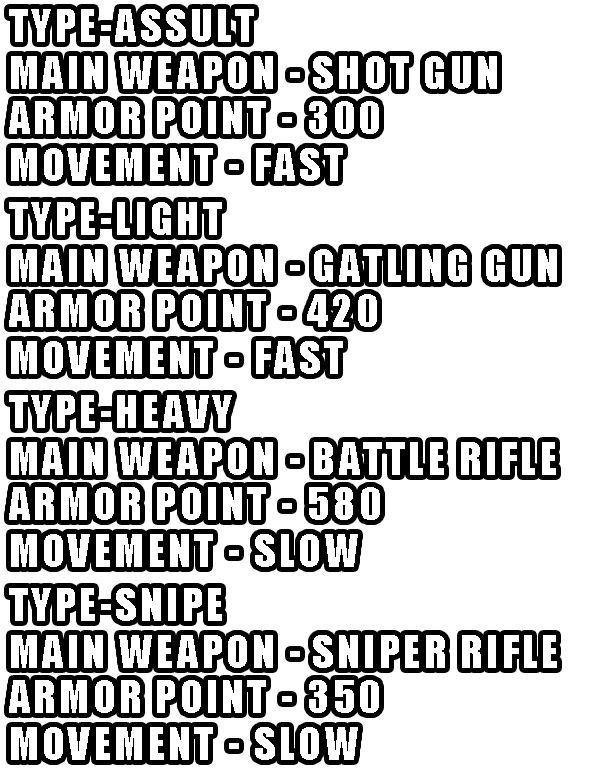 TYPE-ASSULT
MAIN WEAPON - SHOT GUN
ARMOR POINT - 300
MOVEMENT - FAST
TYPE-LIGHT
MAIN WEAPON - GATLING GUN
ARMOR POINT - 420
MOVEMENT - FAST
TYPE-HEAVY
MAIN WEAPON - BATTLE RIFLE
ARMOR POINT - 580
MOVEMENT - SLOW
TYPE-SNIPE
MAIN WEAPON - SNIPER RIFLE
ARMOR POINT - 350
MOVEMENT - SLOW